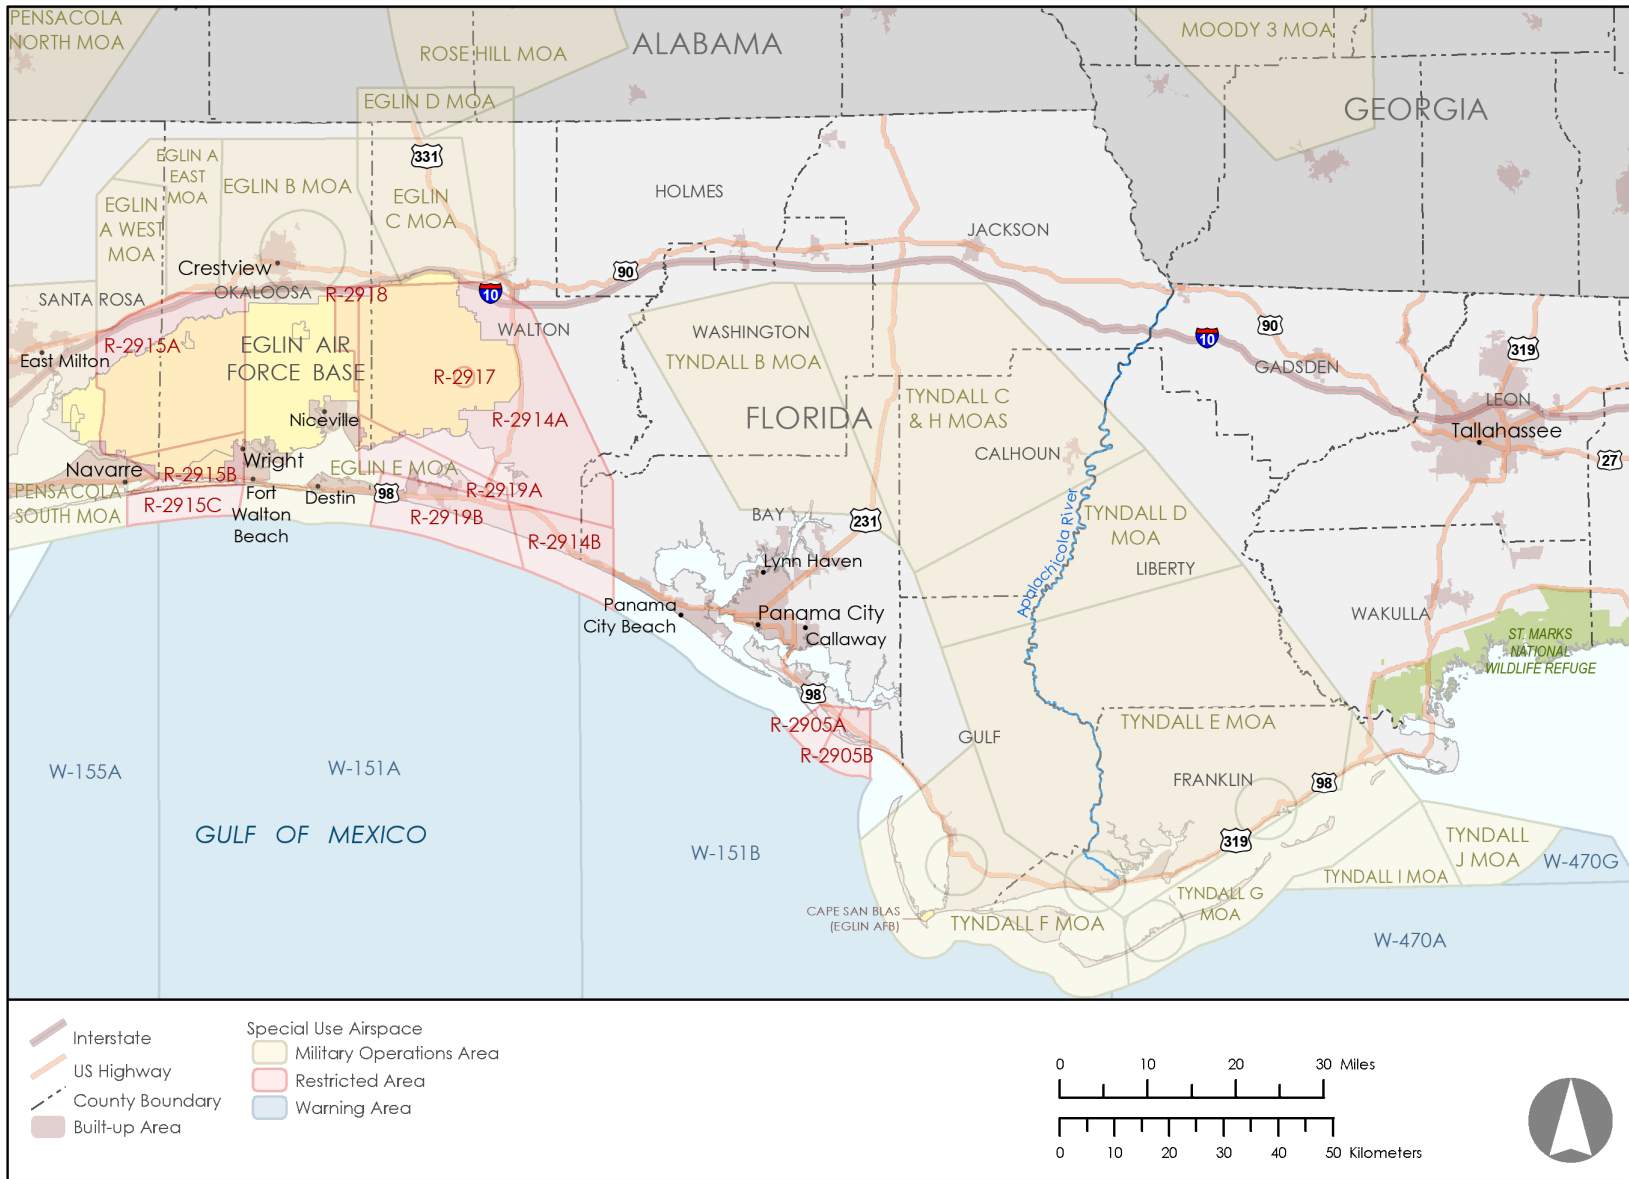 PENSACOLA
NORTH MOA
ROSE HILL MOA
ALABAMA
MOODY 3 MOA
EGLIN D MOA
GEORGIA
331
EGLIN A
EAST
MOA
EGLIN B MOA
EGLIN
C MOA
HOLMES
EGLIN
A WEST
MOA
JACKSON
Crestview
90
SANTA ROSA
OKALOOSA
R-2918
10
WALTON
WASHINGTON
TYNDALL B MOA
90
10
319
R-2915A
East Milton
EGLIN AIR
FORCE BASE
GADSDEN
R-2917
TYNDALL C
& H MOAS
LEON
Niceville
R-2914A
FLORIDA
Tallahassee
CALHOUN
27
Navarre
Wright
EGLIN E MOA
R-2915B
PENSACOLA
SOUTH MOA
R-2915C
Fort
Walton
Beach
Destin
98
R-2919A
R-2919B
BAY
231
TYNDALL D
MOA
R-2914B
Apalachicola River
Lynn Haven
LIBERTY
Panama
City Beach
Panama City
Callaway
WAKULLA
ST. MARKS
NATIONAL
WILDLIFE REFUGE
98
R-2905A
R-2905B
GULF
TYNDALL E MOA
W-155A
W-151A
FRANKLIN
98
GULF OF MEXICO
W-151B
319
TYNDALL
J MOA
W-470G
TYNDALL I MOA
TYNDALL G
MOA
CAPE SAN BLAS
(EGLIN AFB)
TYNDALL F MOA
W-470A
Interstate
US Highway
County Boundary
Built-up Area
Special Use Airspace
Military Operations Area
Restricted Area
Warning Area
0 10 20 30 Miles
0 10 20 30 40 50 Kilometers